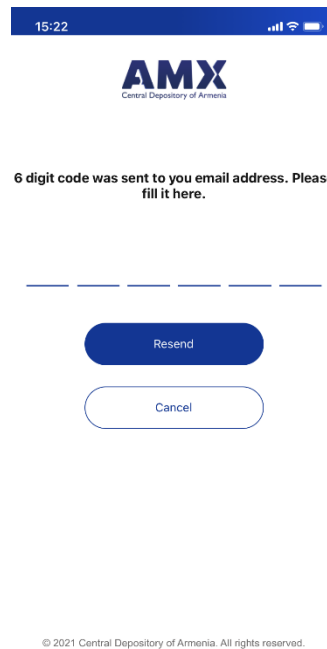 15:22
AMX
Central Depository of Armenia
6 digit code was sent to you email address. Pleas
fill it here.
Resend
Cancel
© 2021 Central Depository of Armenia. All rights reserved.